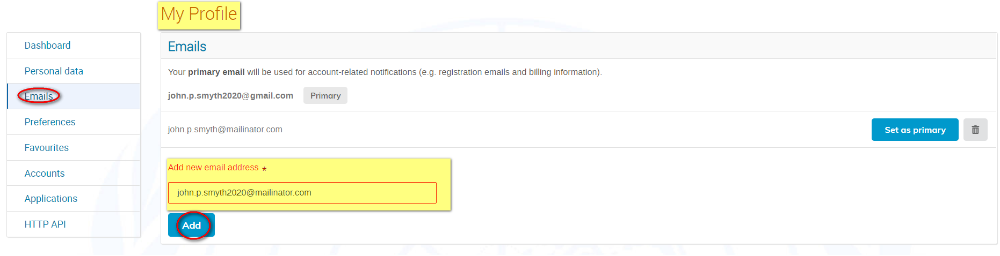 My Profile
Dashboard
Personal data
Emails
Preferences
Favourites
Accounts
Applications
HTTP API
Emails
Your primary email will be used for account-related notifications (e.g. registration emails and billing information).
john.p.smyth2020@gmail.com Primary
john.p.smyth@mailinator.com Set as primary
Add new email address *
john.p.smyth2020@mailinator.com
Add